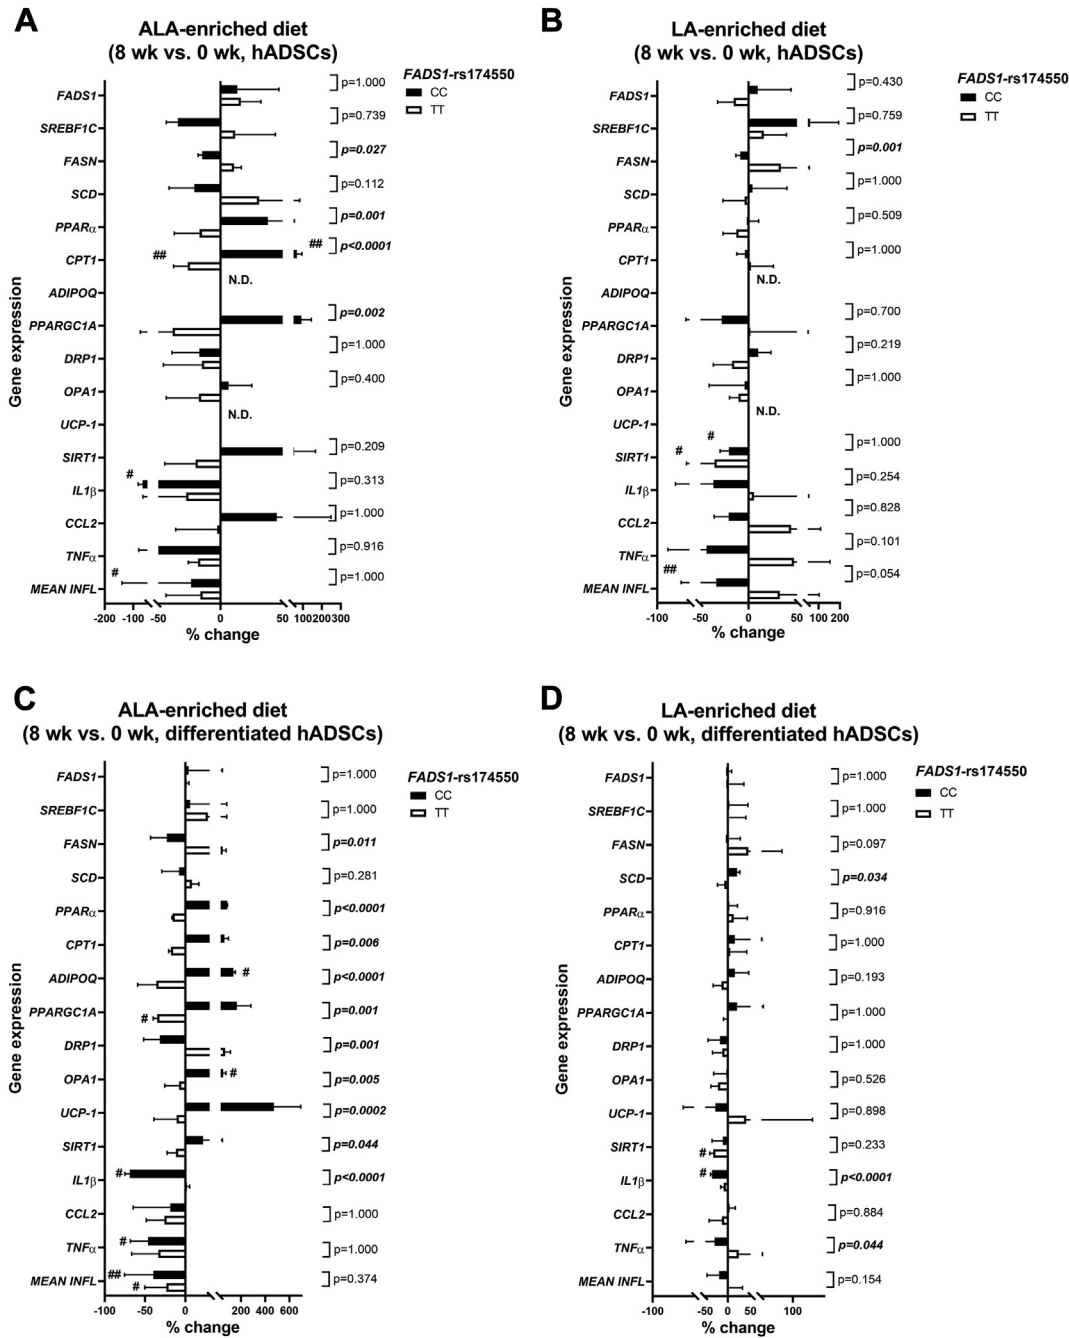 A
ALA-enriched diet
(8 wk vs. 0 wk, hADSCs)
FADS1-rs174550
CC
TT
Gene expression
FADS1
p=1.000
SREBF1C
p=0.739
FASN
p=0.027
SCD
p=0.112
PPARα
p=0.001
CPT1
##
##
p<0.0001
N.D.
ADIPOQ
PPARGC1A
p=0.002
DRP1
p=1.000
OPA1
p=0.400
N.D.
UCP-1
SIRT1
p=0.209
IL1β
#
p=0.313
CCL2
p=1.000
TNFα
p=0.916
MEAN INFL
#
p=1.000
-200 -100 -50 0 50 100 200 300
% change
B
LA-enriched diet
(8 wk vs. 0 wk, hADSCs)
FADS1-rs174550
CC
TT
Gene expression
FADS1
p=0.430
SREBF1C
p=0.759
FASN
p=0.001
SCD
p=1.000
PPARα
p=0.509
CPT1
p=1.000
N.D.
ADIPOQ
PPARGC1A
p=0.700
DRP1
p=0.219
OPA1
p=1.000
N.D.
UCP-1
#
SIRT1
#
p=1.000
IL1β
p=0.254
CCL2
p=0.828
TNFα
p=0.101
MEAN INFL
##
p=0.054
-100 -50 0 50 100 200
% change
C
ALA-enriched diet
(8 wk vs. 0 wk, differentiated hADSCs)
FADS1-rs174550
CC
TT
Gene expression
FADS1
p=1.000
SREBF1C
p=1.000
FASN
p=0.011
SCD
p=0.281
PPARα
p<0.0001
CPT1
p=0.006
ADIPOQ
#
p<0.0001
PPARGC1A
#
p=0.001
DRP1
p=0.001
OPA1
#
p=0.005
UCP-1
p=0.0002
SIRT1
p=0.044
IL1β
#
p<0.0001
CCL2
p=1.000
TNFα
#
p=1.000
MEAN INFL
##
#
p=0.374
-100 -50 0 200 400 600
% change
D
LA-enriched diet
(8 wk vs. 0 wk, differentiated hADSCs)
FADS1-rs174550
CC
TT
Gene expression
FADS1
p=1.000
SREBF1C
p=1.000
FASN
p=0.097
SCD
p=0.034
PPARα
p=0.916
CPT1
p=1.000
ADIPOQ
p=0.193
PPARGC1A
p=1.000
DRP1
p=1.000
OPA1
p=0.526
UCP-1
p=0.898
SIRT1
#
p=0.233
IL1β
#
p<0.0001
CCL2
p=0.884
TNFα
p=0.044
MEAN INFL
p=0.154
-100 -50 0 50 100
% change